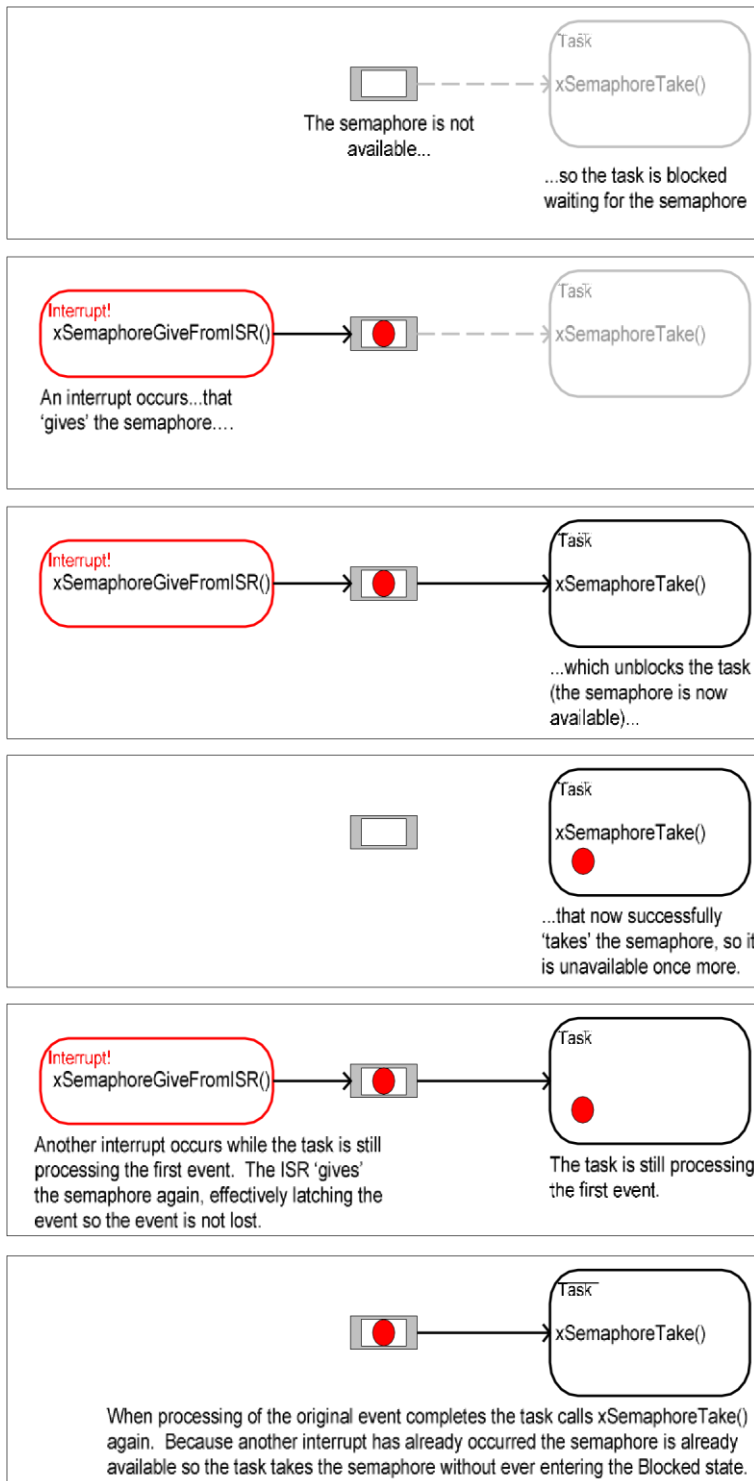 Task
xSemaphoreTake()
The semaphore is not
available...
...so the task is blocked
waiting for the semaphore
Interrupt!
xSemaphoreGiveFromISR()
Task
xSemaphoreTake()
An interrupt occurs...that
‘gives’ the semaphore....
Interrupt!
xSemaphoreGiveFromISR()
Task
xSemaphoreTake()
...which unblocks the task
(the semaphore is now
available)...
Task
xSemaphoreTake()
...that now successfully
‘takes’ the semaphore, so it
is unavailable once more.
Interrupt!
xSemaphoreGiveFromISR()
Task
Another interrupt occurs while the task is still
processing the first event. The ISR ‘gives’
the semaphore again, effectively latching the
event so the event is not lost.
The task is still processing
the first event.
Task
xSemaphoreTake()
When processing of the original event completes the task calls xSemaphoreTake()
again. Because another interrupt has already occurred the semaphore is already
available so the task takes the semaphore without ever entering the Blocked state.